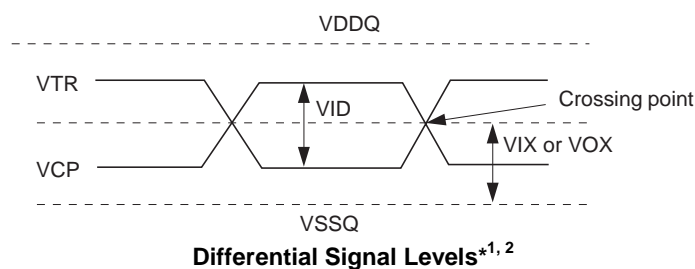 VDDQ
VTR
Crossing point
VID
VIX or VOX
VCP
VSSQ
Differential Signal Levels*1, 2